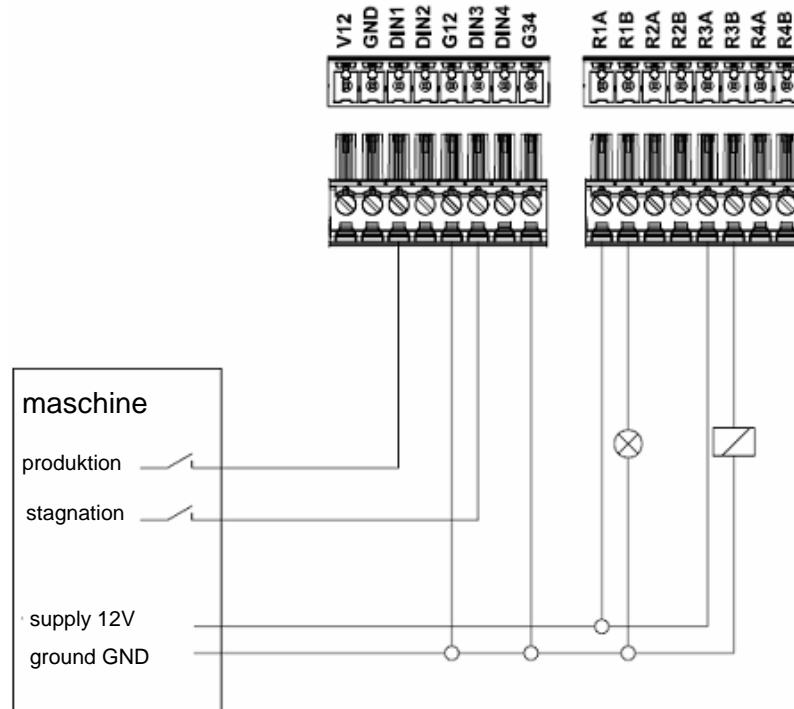 V12 GND DIN1 DIN2 G12 DIN3 DIN4 G34 R1A R1B R2A R2B R3A R3B R4A R4B
maschine
produktion
stagnation
supply 12V
ground GND